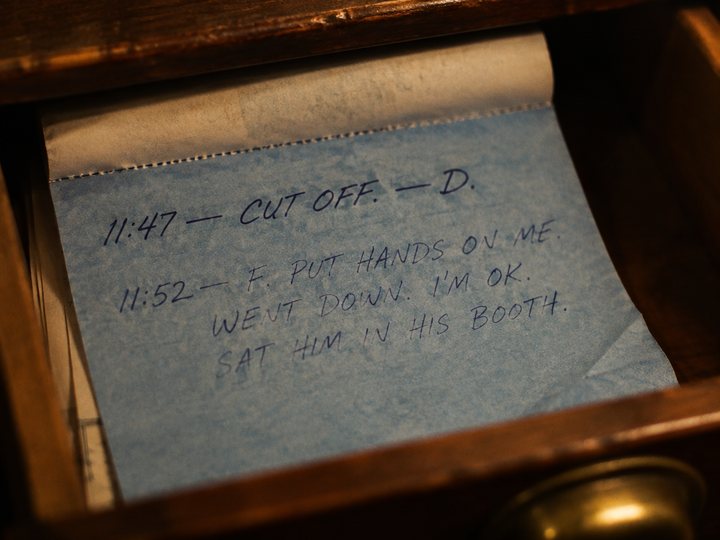 11:47 — CUT OFF. — D.
11:52 — F. PUT HANDS ON ME.
WENT DOWN. I'M OK.
SAT HIM IN HIS BOOTH.